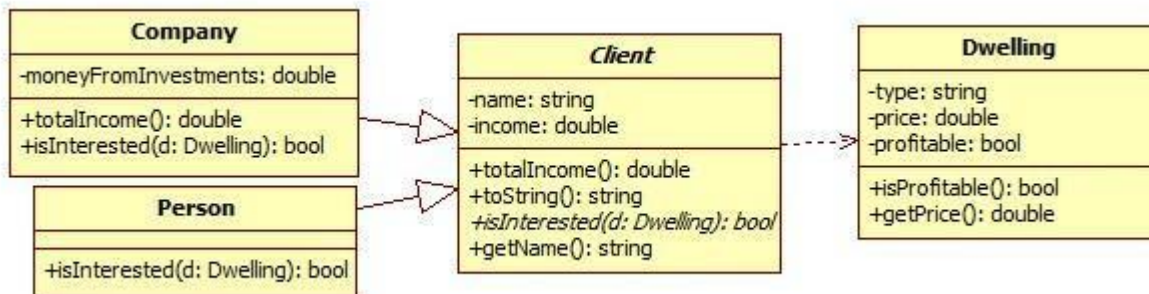 Company
-moneyFromInvestments: double
+totalIncome(): double
+isInterested(d: Dwelling): bool
Person
+isInterested(d: Dwelling): bool
Client
-name: string
-income: double
+totalIncome(): double
+toString(): string
+isInterested(d: Dwelling): bool
+getName(): string
Dwelling
-type: string
-price: double
-profitable: bool
+isProfitable(): bool
+getPrice(): double